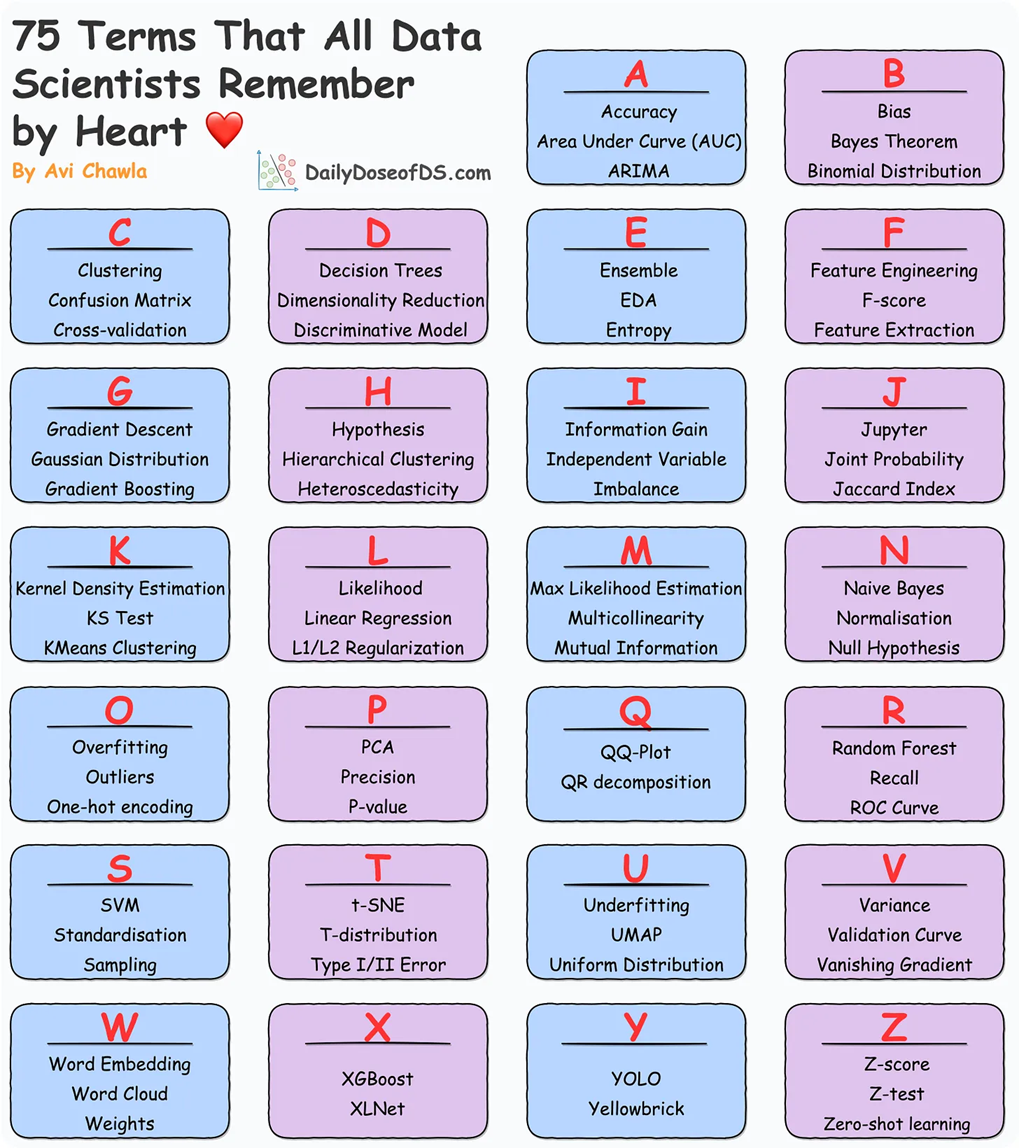 75 Terms That All Data
Scientists Remember
by Heart ❤️
By Avi Chawla
DailyDoseofDS.com
A
Accuracy
Area Under Curve (AUC)
ARIMA
B
Bias
Bayes Theorem
Binomial Distribution
C
Clustering
Confusion Matrix
Cross-validation
D
Decision Trees
Dimensionality Reduction
Discriminative Model
E
Ensemble
EDA
Entropy
F
Feature Engineering
F-score
Feature Extraction
G
Gradient Descent
Gaussian Distribution
Gradient Boosting
H
Hypothesis
Hierarchical Clustering
Heteroscedasticity
I
Information Gain
Independent Variable
Imbalance
J
Jupyter
Joint Probability
Jaccard Index
K
Kernel Density Estimation
KS Test
KMeans Clustering
L
Likelihood
Linear Regression
L1/L2 Regularization
M
Max Likelihood Estimation
Multicollinearity
Mutual Information
N
Naive Bayes
Normalisation
Null Hypothesis
O
Overfitting
Outliers
One-hot encoding
P
PCA
Precision
P-value
Q
QQ-Plot
QR decomposition
R
Random Forest
Recall
ROC Curve
S
SVM
Standardisation
Sampling
T
t-SNE
T-distribution
Type I/II Error
U
Underfitting
UMAP
Uniform Distribution
V
Variance
Validation Curve
Vanishing Gradient
W
Word Embedding
Word Cloud
Weights
X
XGBoost
XLNet
Y
YOLO
Yellowbrick
Z
Z-score
Z-test
Zero-shot learning